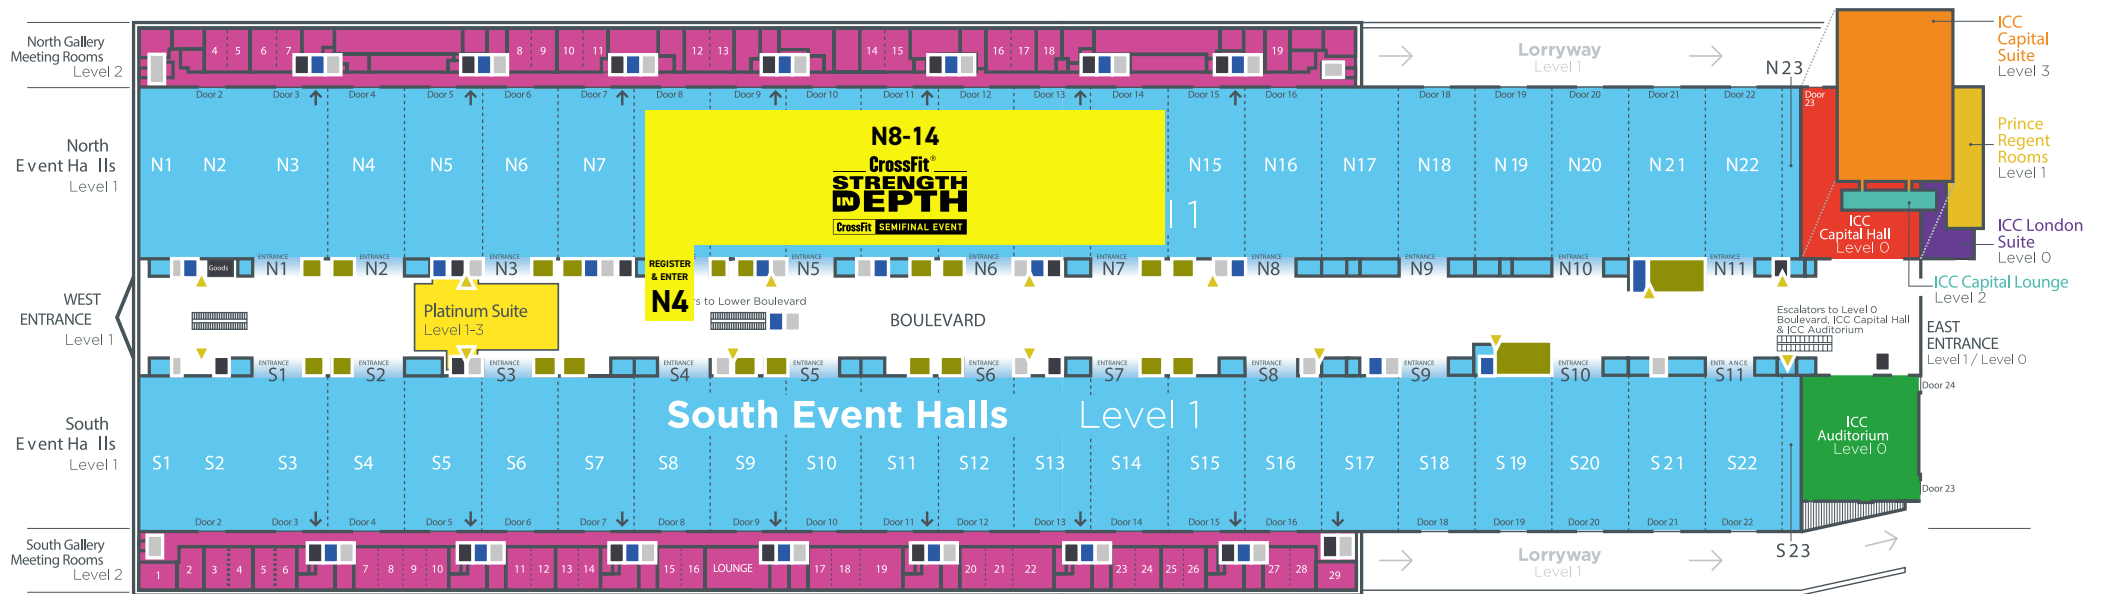 North Gallery
Meeting Rooms
Level 2
4 5 6 7 8 9 10 11 12 13 14 15 16 17 18 19
Lorryway
Level 1
N23
ICC
Capital
Suite
Level 3
Door 2 Door 3 Door 4 Door 5 Door 6 Door 7 Door 8 Door 9 Door 10 Door 11 Door 12 Door 13 Door 14 Door 15 Door 16 Door 18 Door 19 Door 20 Door 21 Door 22
Door
23
North
Event Ha lls
Level 1
N1 N2 N3 N4 N5 N6 N7
N8-14
CrossFit®
STRENGTH
IN DEPTH
CrossFit SEMIFINAL EVENT
l 1
N15 N16 N17 N18 N19 N20 N21 N22
Prince
Regent
Rooms
Level 1
ICC
Capital Hall
Level 0
ICC London
Suite
Level 0
ICC Capital Lounge
Level 2
Goods
ENTRANCE ENTRANCE ENTRANCE ENTRANCE ENTRANCE ENTRANCE ENTRANCE ENTRANCE ENTRANCE ENTRANCE
N1 N2 N3 N5 N6 N7 N8 N9 N10 N11
REGISTER
& ENTER
N4
WEST
ENTRANCE
Level 1
Platinum Suite
Level 1-3
rs to Lower Boulevard
BOULEVARD
Escalators to Level 0
Boulevard, ICC Capital Hall
& ICC Auditorium
EAST
ENTRANCE
Level 1 / Level 0
ENTRANCE ENTRANCE ENTRANCE ENTRANCE ENTRANCE ENTRANCE ENTRANCE ENTRANCE ENTRANCE ENTRANCE ENTR ANCE
S1 S2 S3 S4 S5 S6 S7 S8 S9 S10 S11
Door 24
South Event Halls Level 1
South
Event Ha lls
Level 1
S1 S2 S3 S4 S5 S6 S7 S8 S9 S10 S11 S12 S13 S14 S15 S16 S17 S18 S19 S20 S21 S22
ICC
Auditorium
Level 0
Door 23
Door 2 Door 3 Door 4 Door 5 Door 6 Door 7 Door 8 Door 9 Door 10 Door 11 Door 12 Door 13 Door 14 Door 15 Door 16 Door 18 Door 19 Door 20 Door 21 Door 22
S23
South Gallery
Meeting Rooms
Level 2
1 2 3 4 5 6 7 8 9 10 11 12 13 14 15 16 LOUNGE 17 18 19 20 21 22 23 24 25 26 27 28 29
Lorryway
Level 1